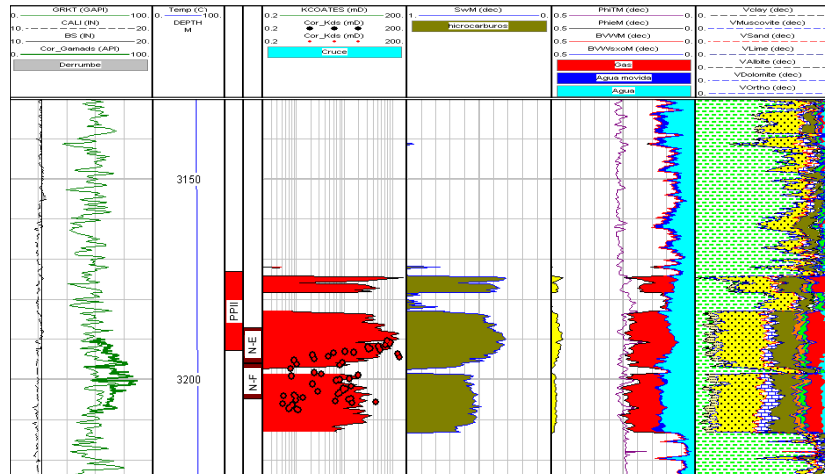 GRKT (GAPI)
0. 100.
CALI (IN)
10. 20.
BS (IN)
10. 20.
Cor_Gamads (API)
0. 100.
Derrumbe
Temp (C)
0. 100.
DEPTH
M
KCOATES (mD)
0.2 200.
Cor_Kds (mD)
0.2 200.
Cor_Kds (mD)
0.2 200.
Cruce
SwM (dec)
1. 0.
hidrocarburos
PhiTM (dec)
0.5 0.
PhieM (dec)
0.5 0.
BVWM (dec)
0.5 0.
BVWsxoM (dec)
0.5 0.
Gas
Agua movida
Agua
Vclay (dec)
VMuscovite (dec)
VSand (dec)
VLime (dec)
VAlbite (dec)
VDolomite (dec)
VOrtho (dec)
3150
3200
PPII
N-E
N-F